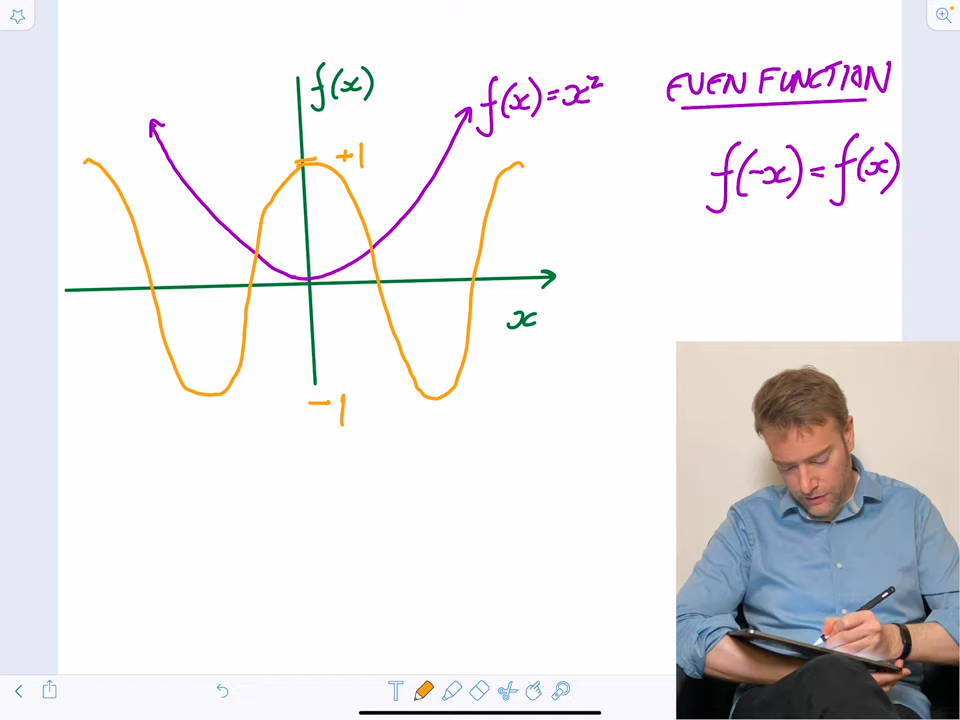 f(x)
f(x)=x²
EVEN FUNCTION
+1
f(-x)=f(x)
x
-1
T